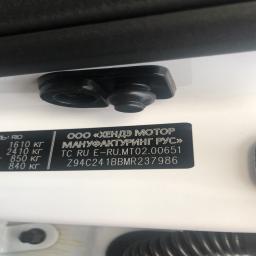 1610 кг
2410 кг
850 кг
840 кг
ООО «ХЕНДЭ МОТОР
МАНУФАКТУРИНГ РУС»
ТС RU E-RU.MT02.00651
Z94C241BBMR237986